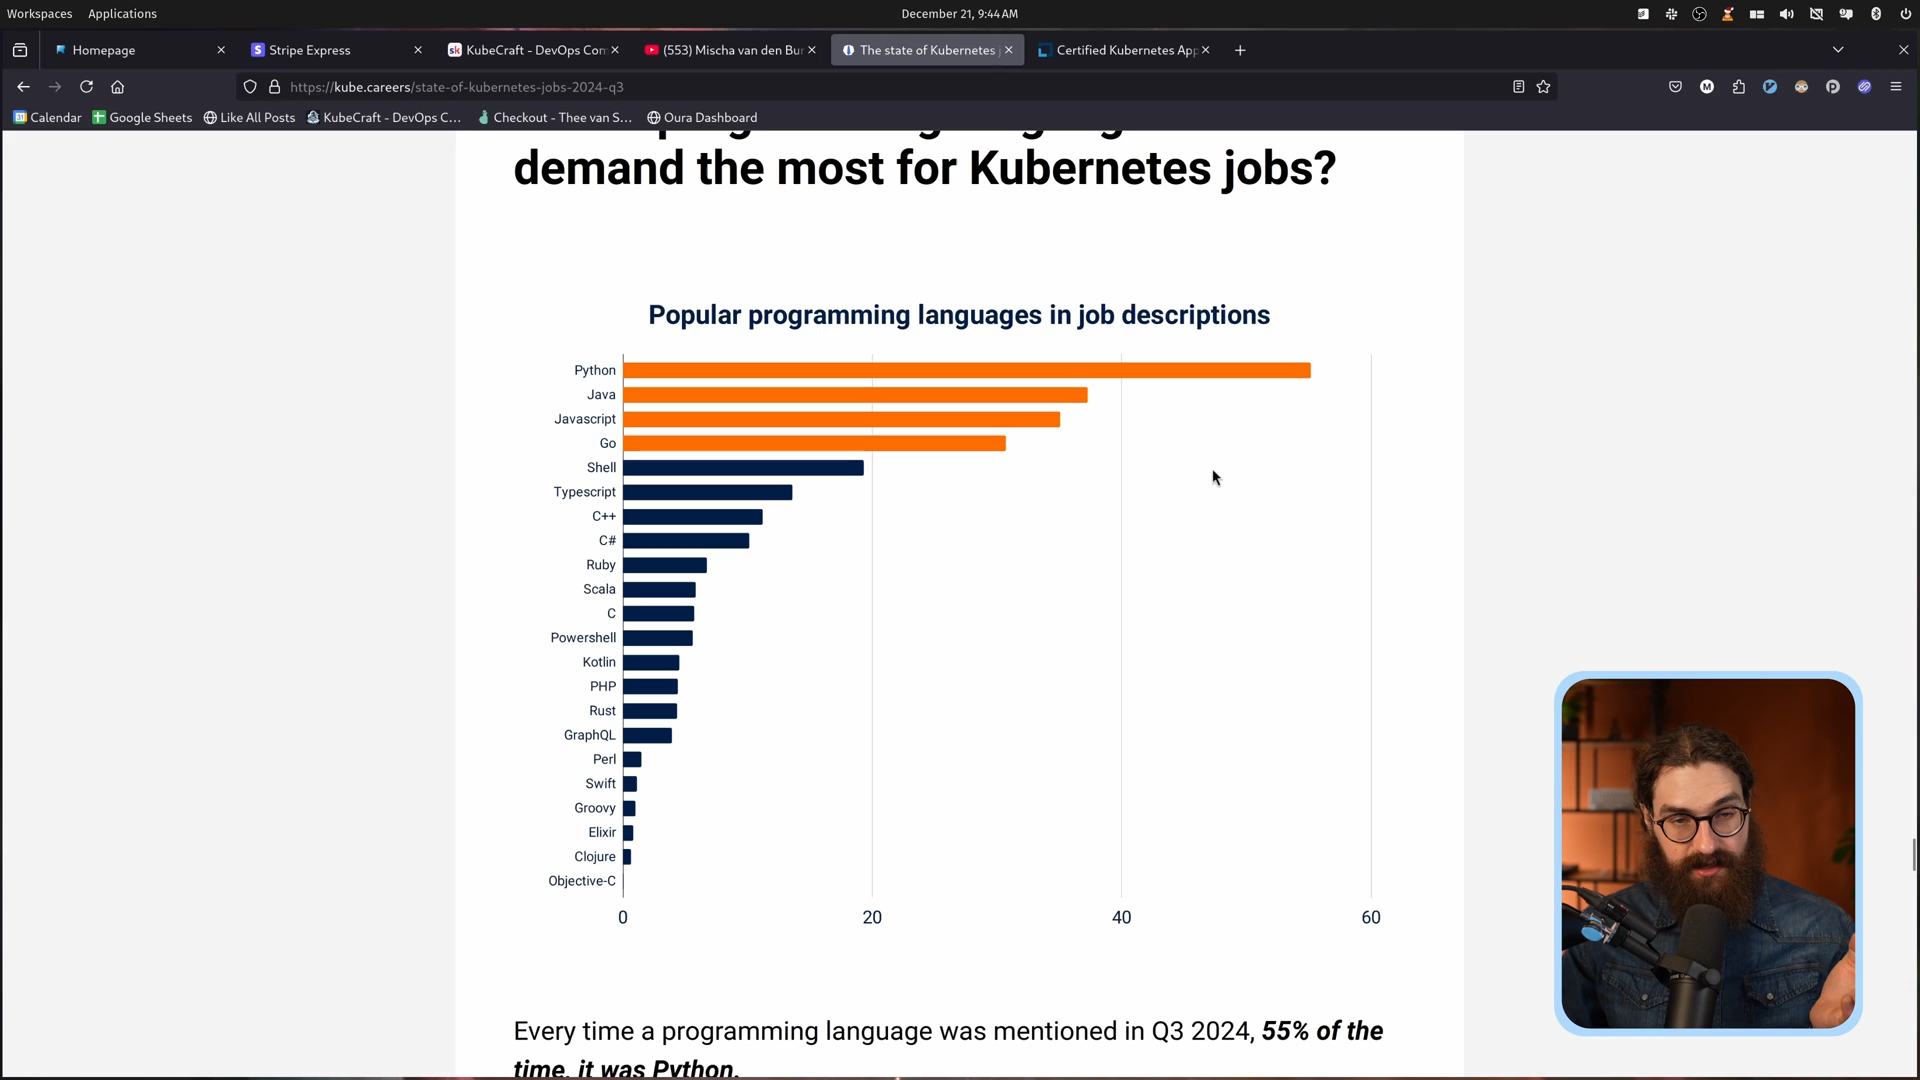 Workspaces Applications December 21, 9:44 AM
Homepage Stripe Express KubeCraft - DevOps Con (553) Mischa van den Bur The state of Kubernetes j Certified Kubernetes App
https://kube.careers/state-of-kubernetes-jobs-2024-q3
Calendar Google Sheets Like All Posts KubeCraft - DevOps C... Checkout - Thee van S... Oura Dashboard
demand the most for Kubernetes jobs?
Popular programming languages in job descriptions
Python
Java
Javascript
Go
Shell
Typescript
C++
C#
Ruby
Scala
C
Powershell
Kotlin
PHP
Rust
GraphQL
Perl
Swift
Groovy
Elixir
Clojure
Objective-C
0 20 40 60
Every time a programming language was mentioned in Q3 2024, 55% of the
time, it was Python.